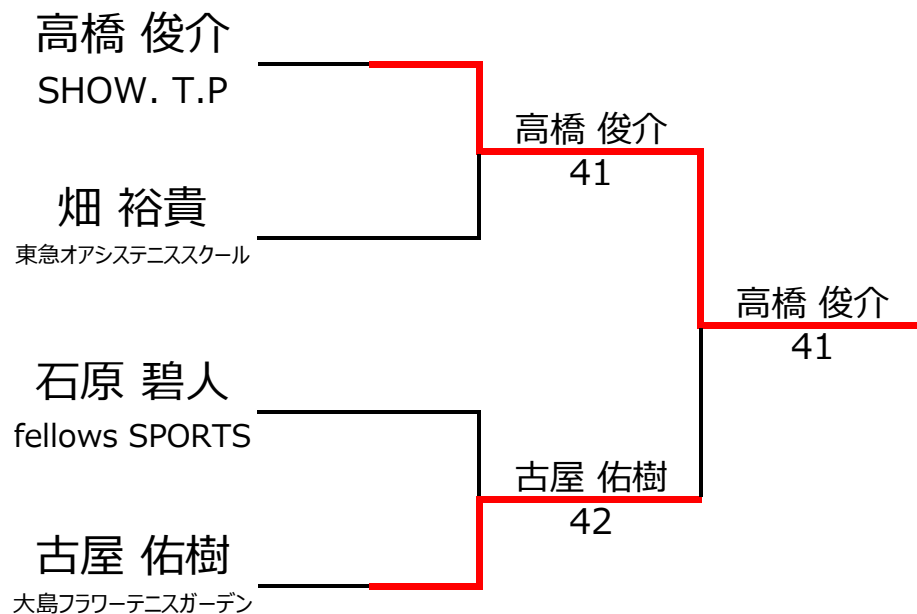 高橋 俊介
SHOW. T.P
高橋 俊介
41
畑 裕貴
東急オアシステニススクール
高橋 俊介
41
石原 碧人
fellows SPORTS
古屋 佑樹
42
古屋 佑樹
大島フラワーテニスガーデン